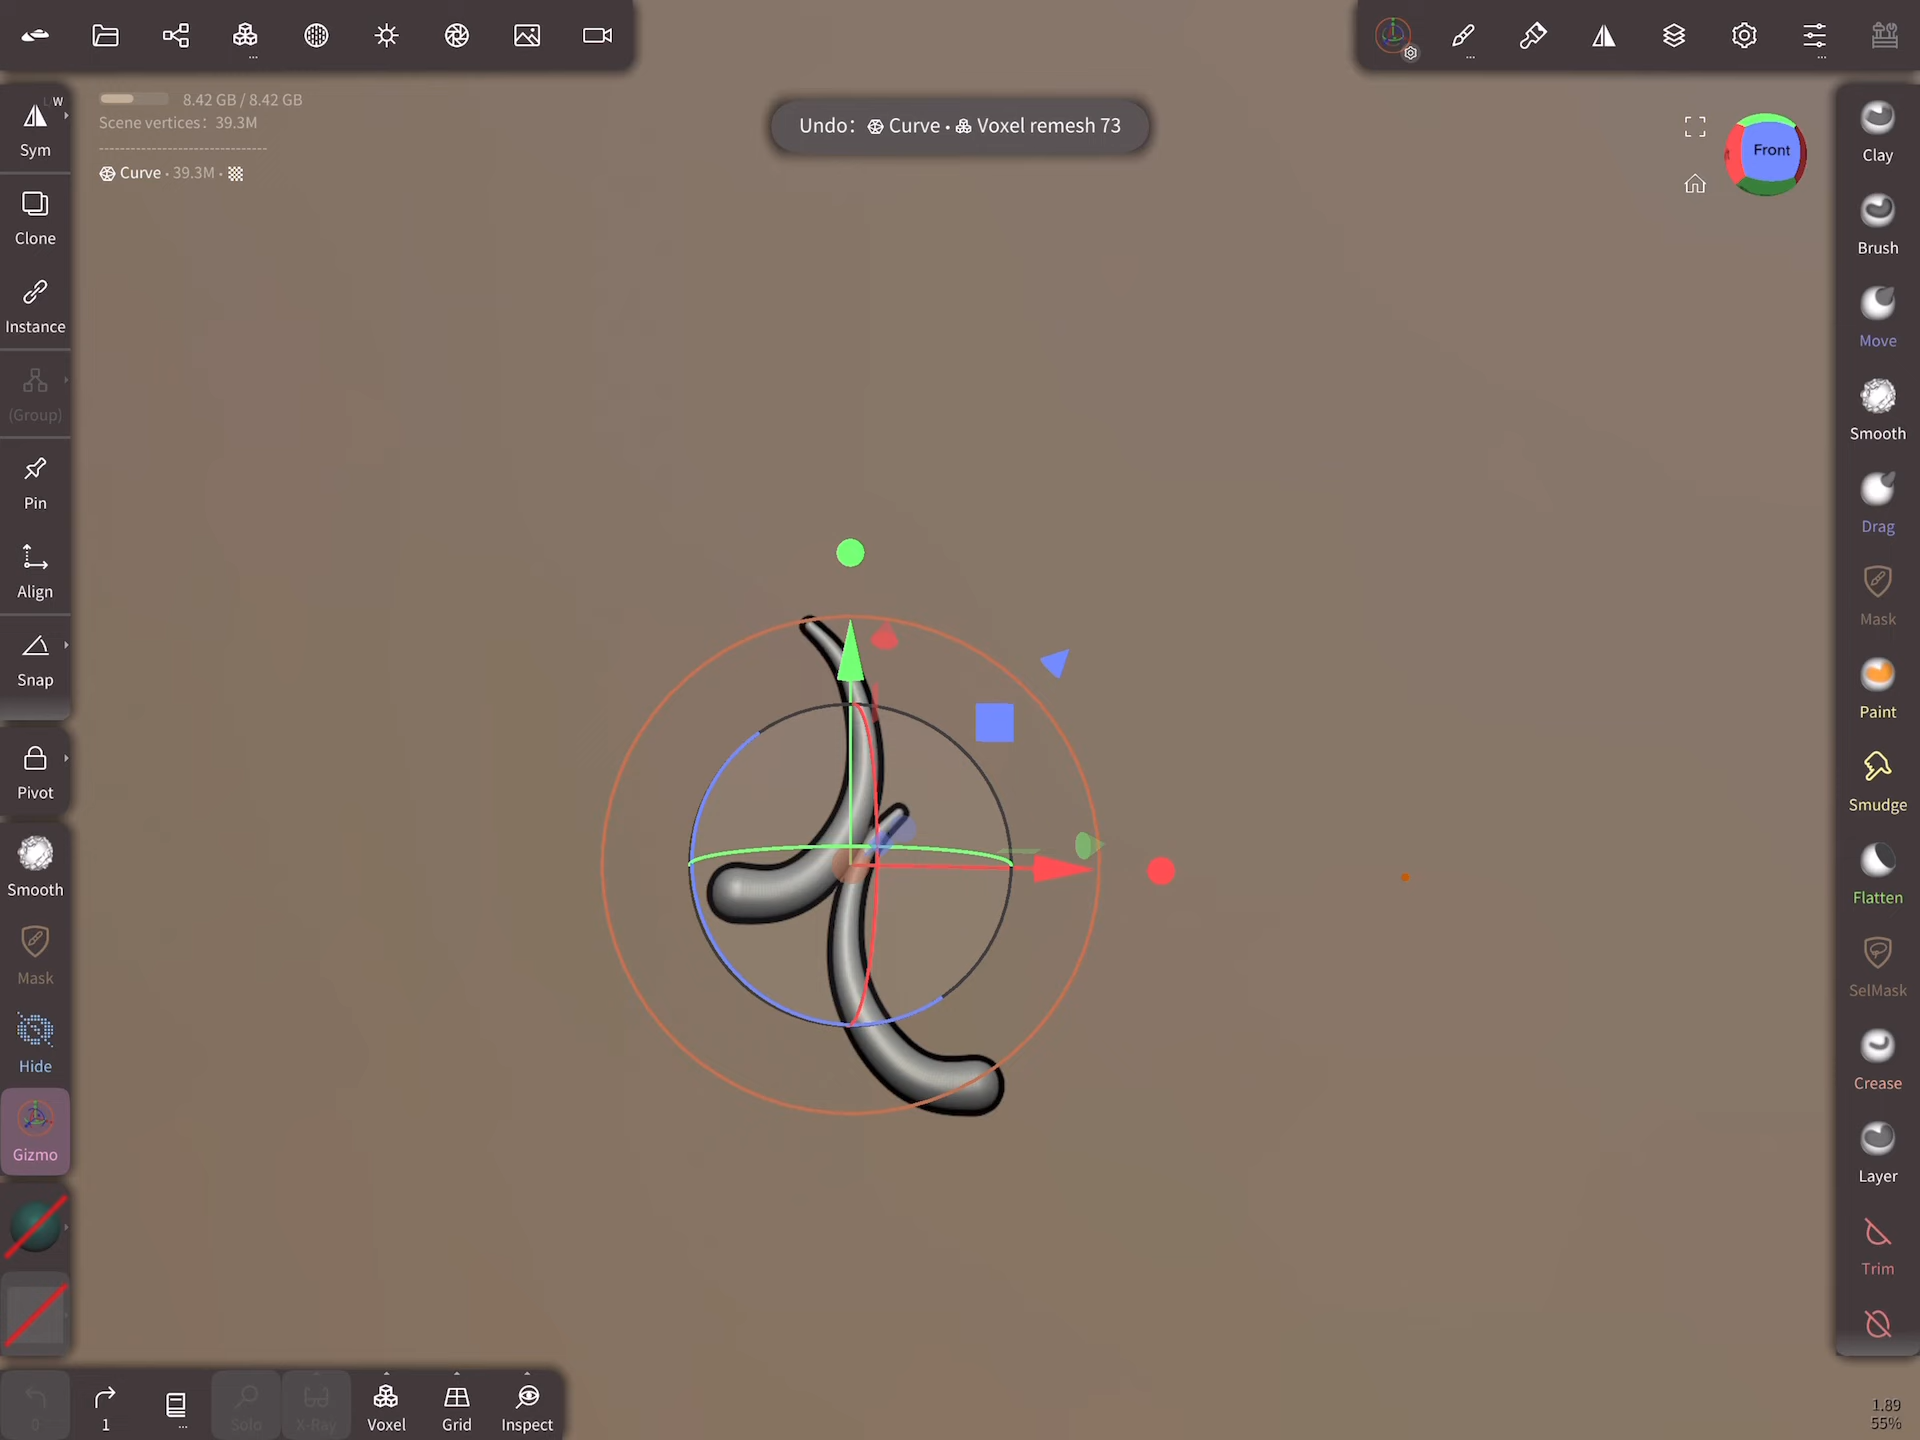 8.42 GB / 8.42 GB
Scene vertices: 39.3M
Curve • 39.3M •
Undo: Curve • Voxel remesh 73
Front
W
Sym
Clone
Instance
(Group)
Pin
Align
Snap
Pivot
Smooth
Mask
Hide
Gizmo
0
1
Solo
X-Ray
Voxel
Grid
Inspect
Clay
Brush
Move
Smooth
Drag
Mask
Paint
Smudge
Flatten
SelMask
Crease
Layer
Trim
1.89
55%